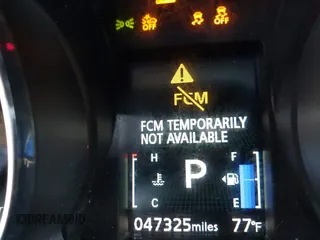 OFF
OFF
FCM
FCM TEMPORARILY
NOT AVAILABLE
H F
P
C E
047325miles 77°F